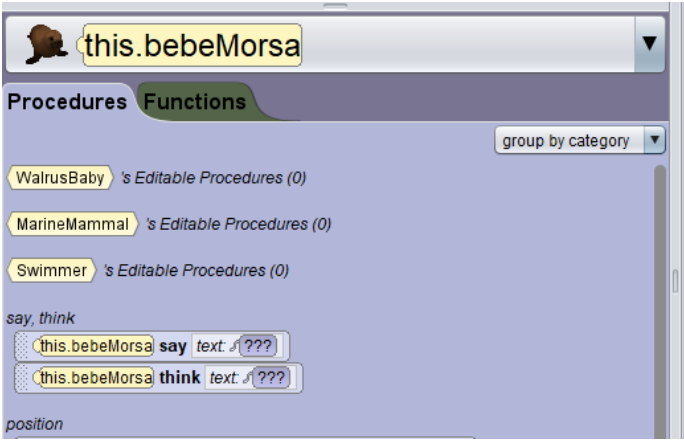 this.bebeMorsa
Procedures Functions
group by category
WalrusBaby 's Editable Procedures (0)
MarineMammal 's Editable Procedures (0)
Swimmer 's Editable Procedures (0)
say, think
this.bebeMorsa say text: ???
this.bebeMorsa think text: ???
position